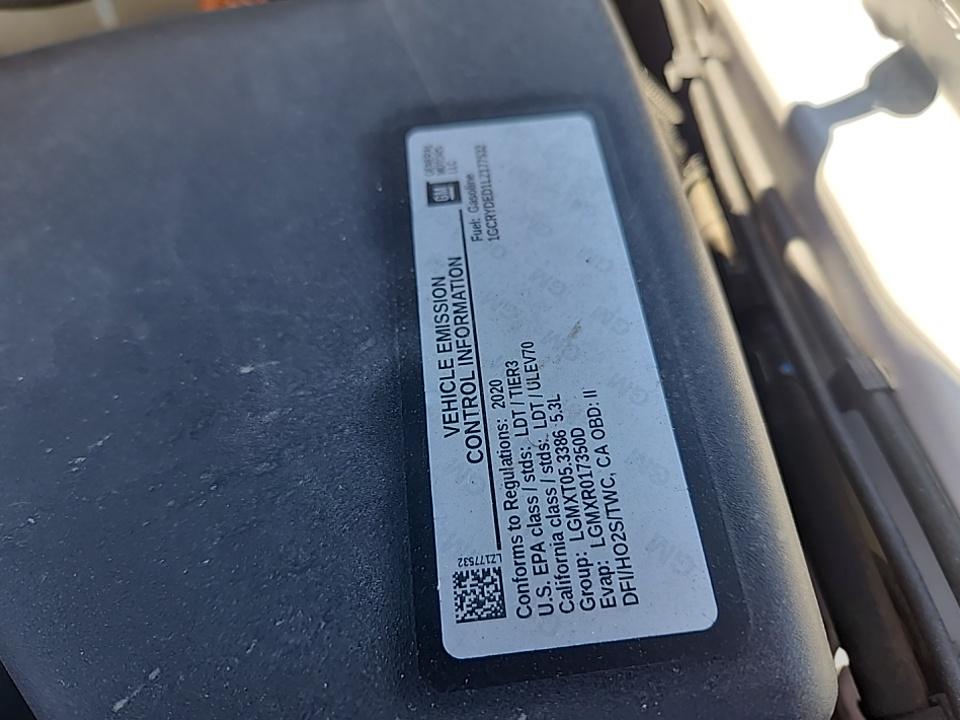 GM
GENERAL
MOTORS
LLC
VEHICLE EMISSION
CONTROL INFORMATION
Fuel: Gasoline
1GCRYDED1LZ177532
LZ177532
Conforms to Regulations: 2020
U.S. EPA class / stds: LDT / TIER3
California class / stds: LDT / ULEV70
Group: LGMXT05.3386 5.3L
Evap: LGMXR017350D
DFI/HO2S/TWC, CA OBD: II